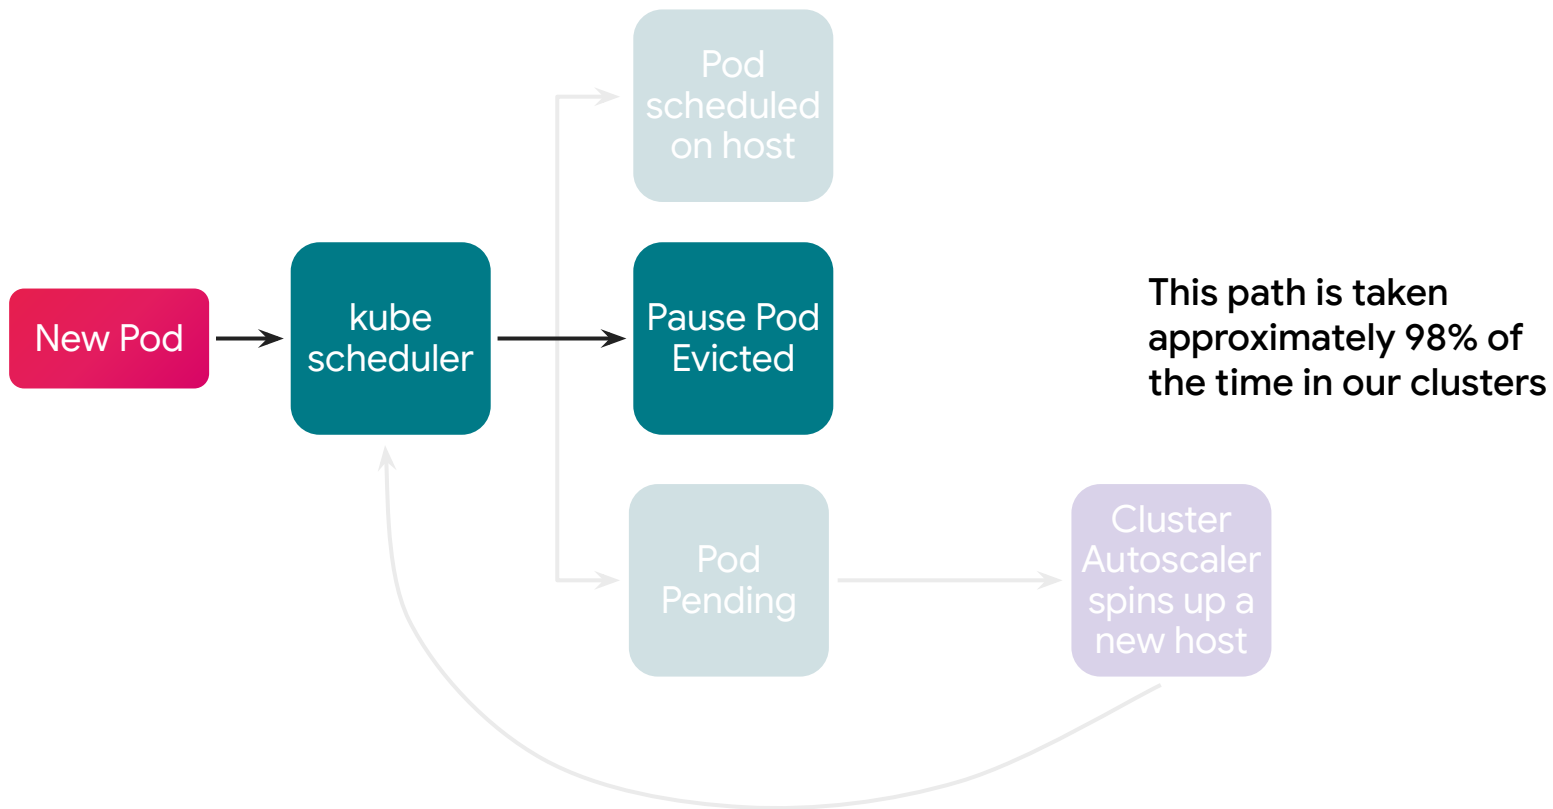 Pod
scheduled
on host
New Pod
kube
scheduler
Pause Pod
Evicted
This path is taken
approximately 98% of
the time in our clusters
Pod
Pending
Cluster
Autoscaler
spins up a
new host